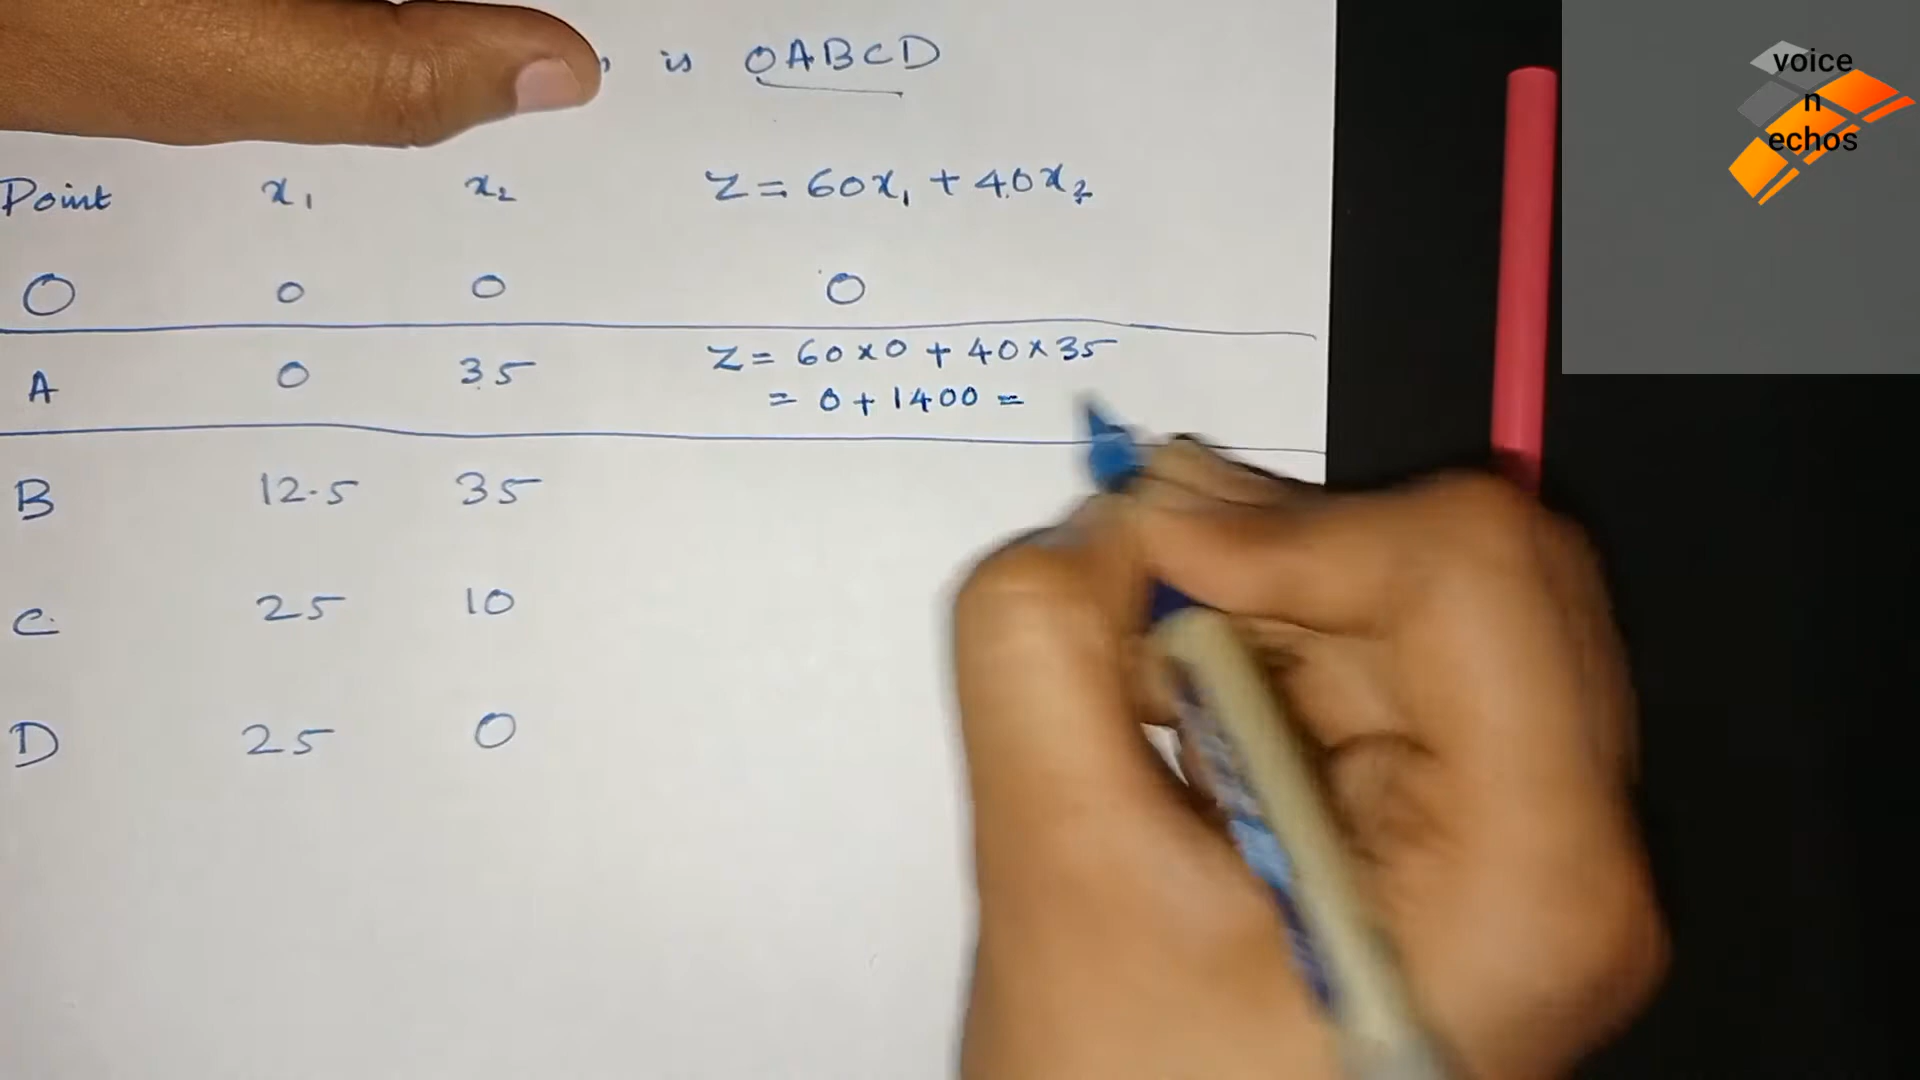 is OABCD
Point x₁ x₂ Z = 60x₁ + 40x₂
O 0 0 0
A 0 35 Z = 60×0 + 40×35
= 0 + 1400 =
B 12.5 35
C 25 10
D 25 0
voice
n
echos